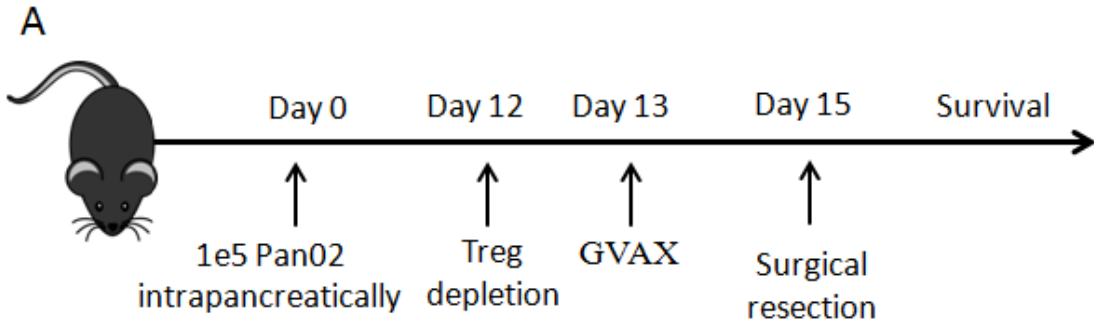 A
Day 0 Day 12 Day 13 Day 15 Survival
1e5 Pan02 Treg GVAX Surgical
intrapancreatically depletion resection